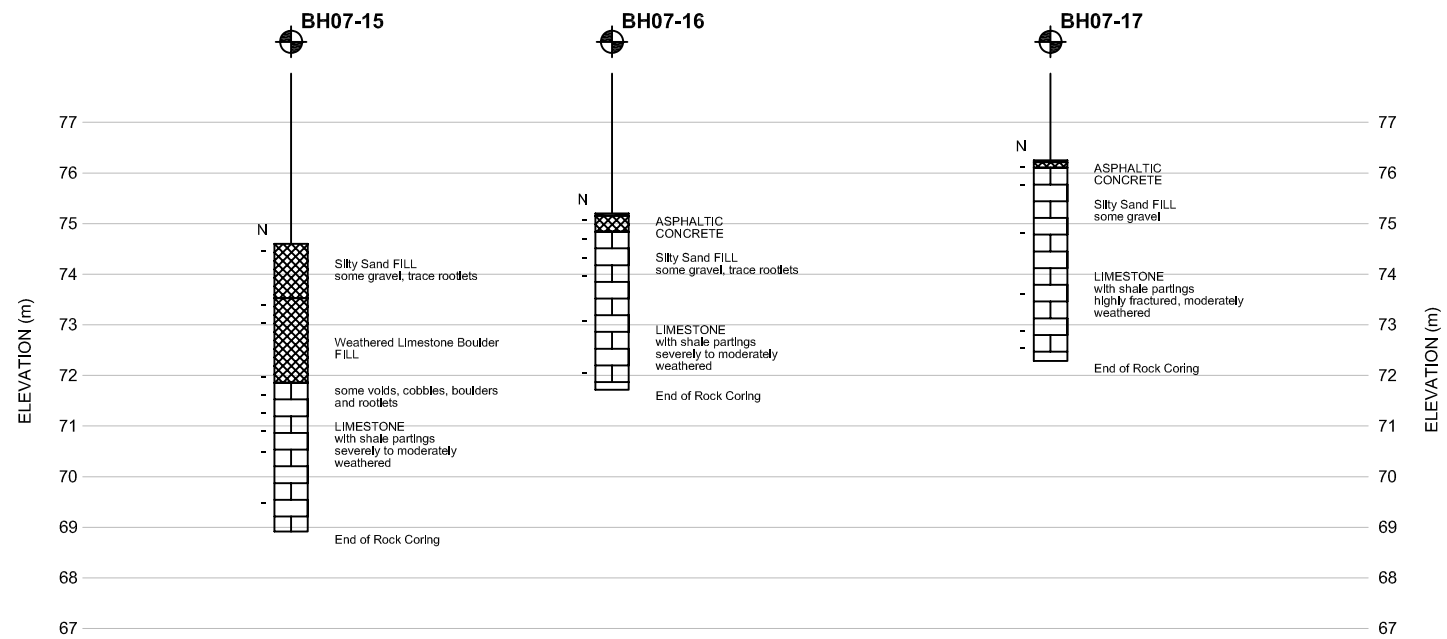 BH07-15
BH07-16
BH07-17
ELEVATION (m)
77
76
75
74
73
72
71
70
69
68
67
N
Silty Sand FILL
some gravel, trace rootlets
Weathered Limestone Boulder
FILL
some voids, cobbles, boulders
and rootlets
LIMESTONE
with shale partings
severely to moderately
weathered
End of Rock Coring
N
ASPHALTIC
CONCRETE
Silty Sand FILL
some gravel, trace rootlets
LIMESTONE
with shale partings
severely to moderately
weathered
End of Rock Coring
N
ASPHALTIC
CONCRETE
Silty Sand FILL
some gravel
LIMESTONE
with shale partings
highly fractured, moderately
weathered
End of Rock Coring
77
76
75
74
73
72
71
70
69
68
67
ELEVATION (m)